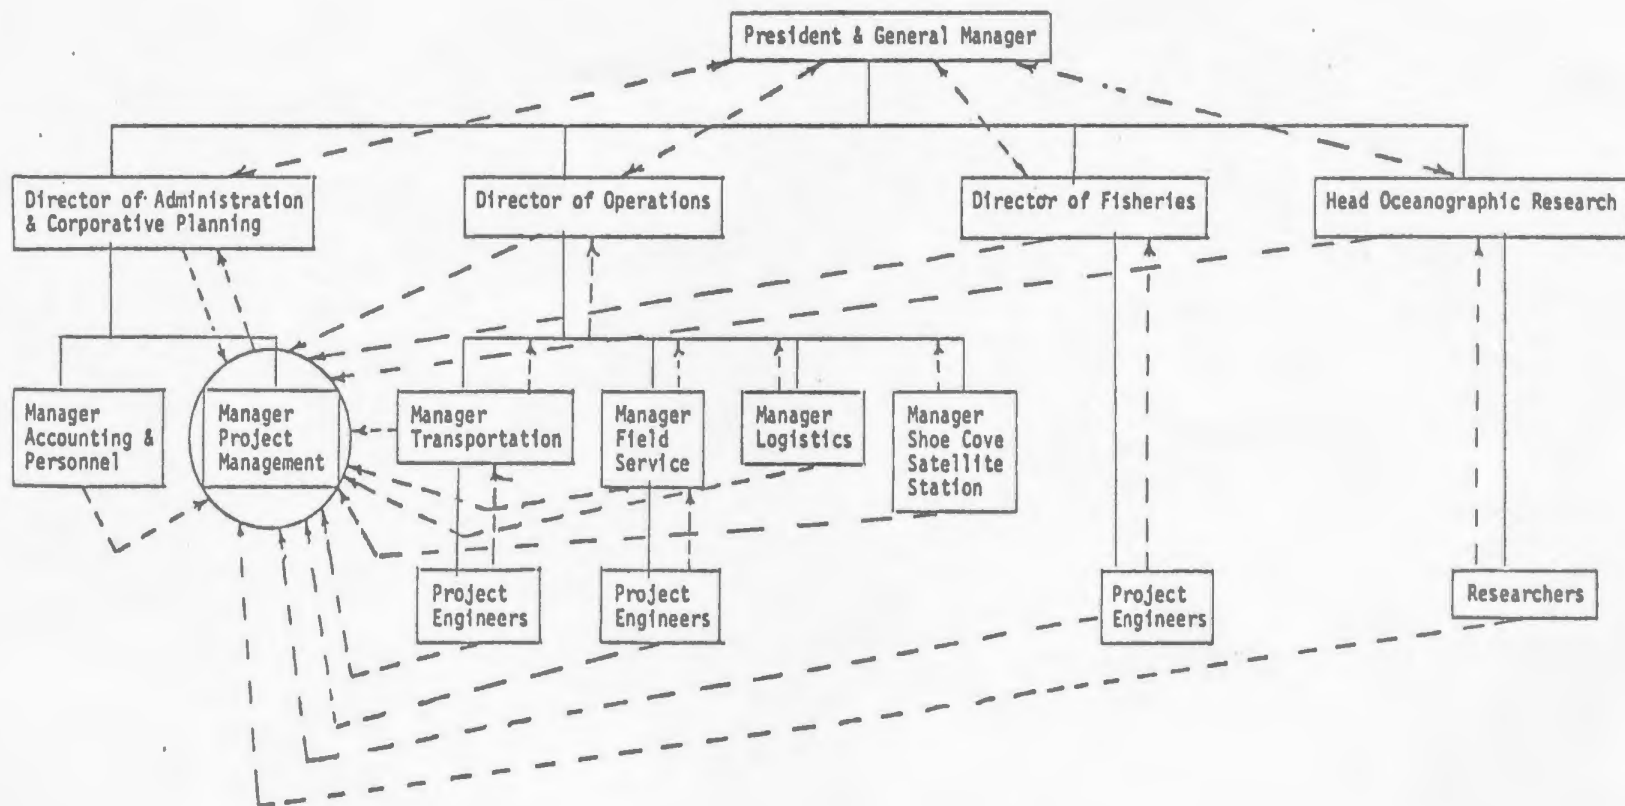 President & General Manager
Director of Administration
& Corporative Planning
Director of Operations
Director of Fisheries
Head Oceanographic Research
Manager
Accounting &
Personnel
Manager
Project
Management
Manager
Transportation
Manager
Field
Service
Manager
Logistics
Manager
Shoe Cove
Satellite
Station
Project
Engineers
Project
Engineers
Project
Engineers
Researchers